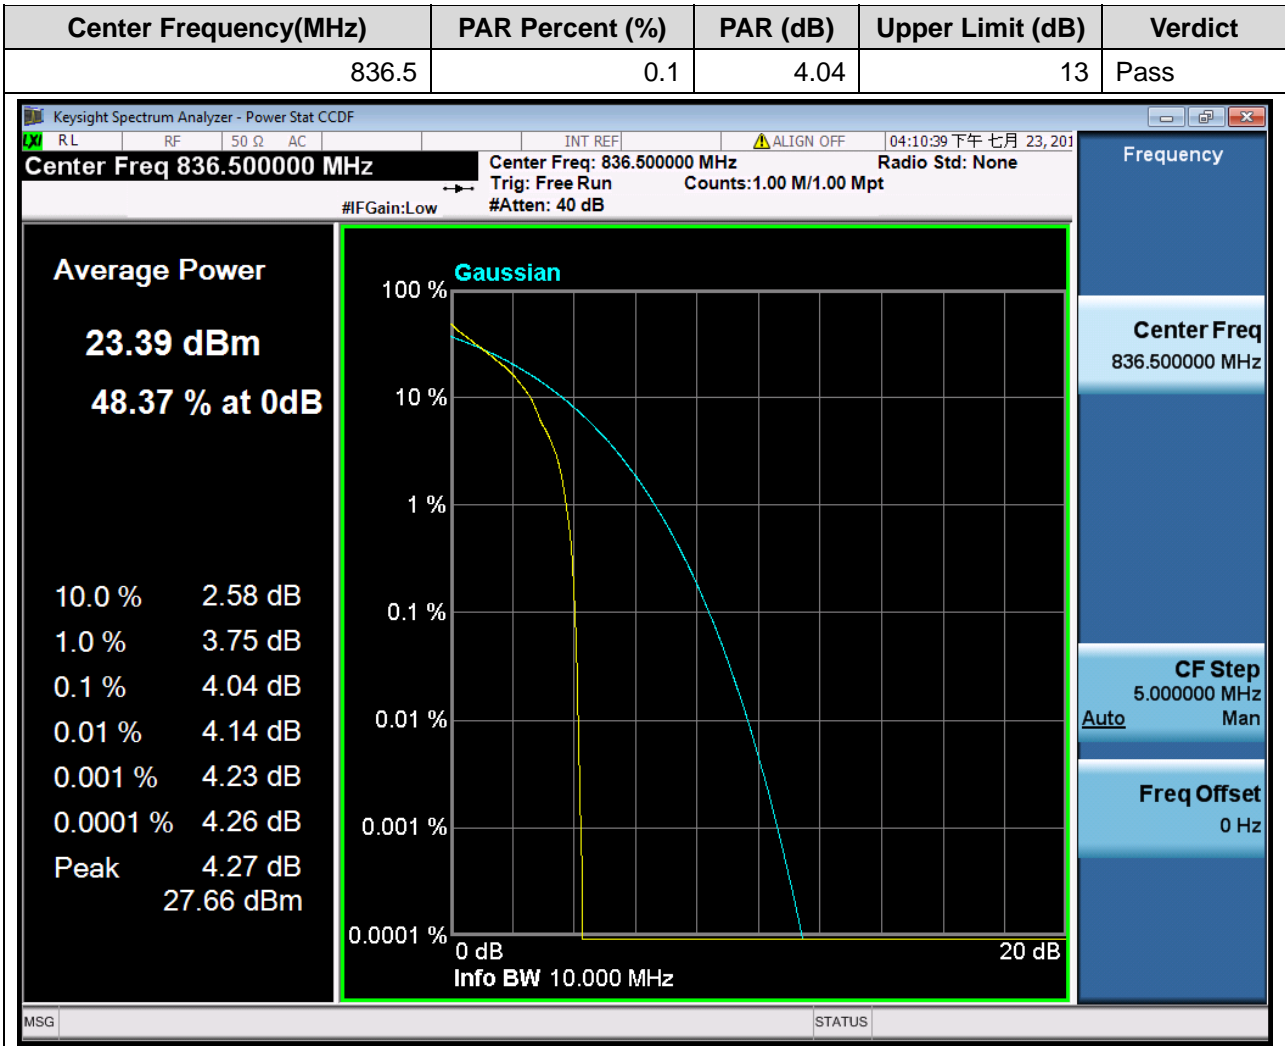 Center Frequency(MHz) PAR Percent (%) PAR (dB) Upper Limit (dB) Verdict
836.5 0.1 4.04 13 Pass
Keysight Spectrum Analyzer - Power Stat CCDF
LXI RL RF 50 Ω AC INT REF ALIGN OFF 04:10:39 下午 七月 23, 201
Center Freq 836.500000 MHz
Center Freq: 836.500000 MHz Radio Std: None
Trig: Free Run Counts:1.00 M/1.00 Mpt
#IFGain:Low #Atten: 40 dB
Frequency
Average Power
23.39 dBm
48.37 % at 0dB
10.0 % 2.58 dB
1.0 % 3.75 dB
0.1 % 4.04 dB
0.01 % 4.14 dB
0.001 % 4.23 dB
0.0001 % 4.26 dB
Peak 4.27 dB
27.66 dBm
Gaussian
100 %
10 %
1 %
0.1 %
0.01 %
0.001 %
0.0001 %
0 dB 20 dB
Info BW 10.000 MHz
Center Freq
836.500000 MHz
CF Step
5.000000 MHz
Auto Man
Freq Offset
0 Hz
MSG STATUS